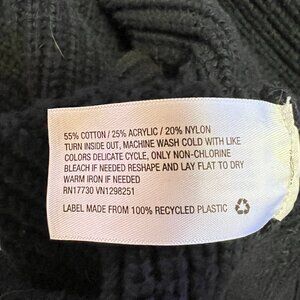 55% COTTON / 25% ACRYLIC / 20% NYLON
TURN INSIDE OUT, MACHINE WASH COLD WITH LIKE
COLORS DELICATE CYCLE, ONLY NON-CHLORINE
BLEACH IF NEEDED RESHAPE AND LAY FLAT TO DRY
WARM IRON IF NEEDED
RN17730 VN1298251
LABEL MADE FROM 100% RECYCLED PLASTIC